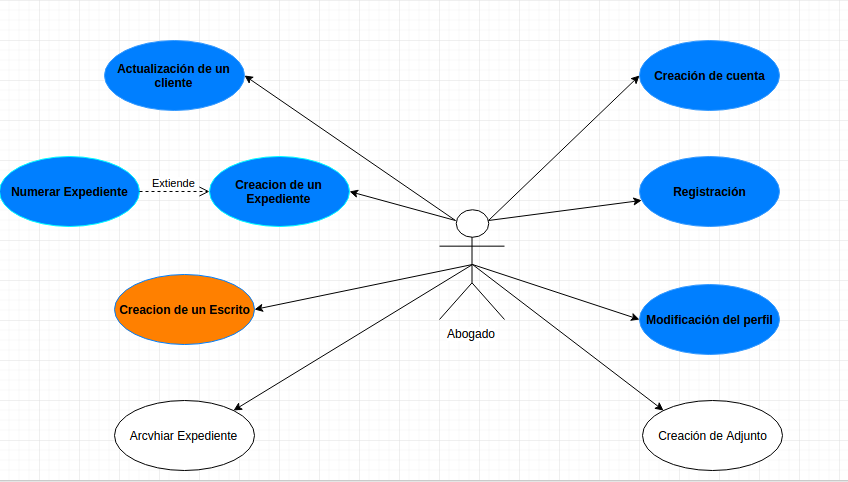 Actualización de un
cliente
Creación de cuenta
Numerar Expediente
Extiende
Creacion de un
Expediente
Registración
Creacion de un Escrito
Abogado
Modificación del perfil
Arcvhiar Expediente
Creación de Adjunto